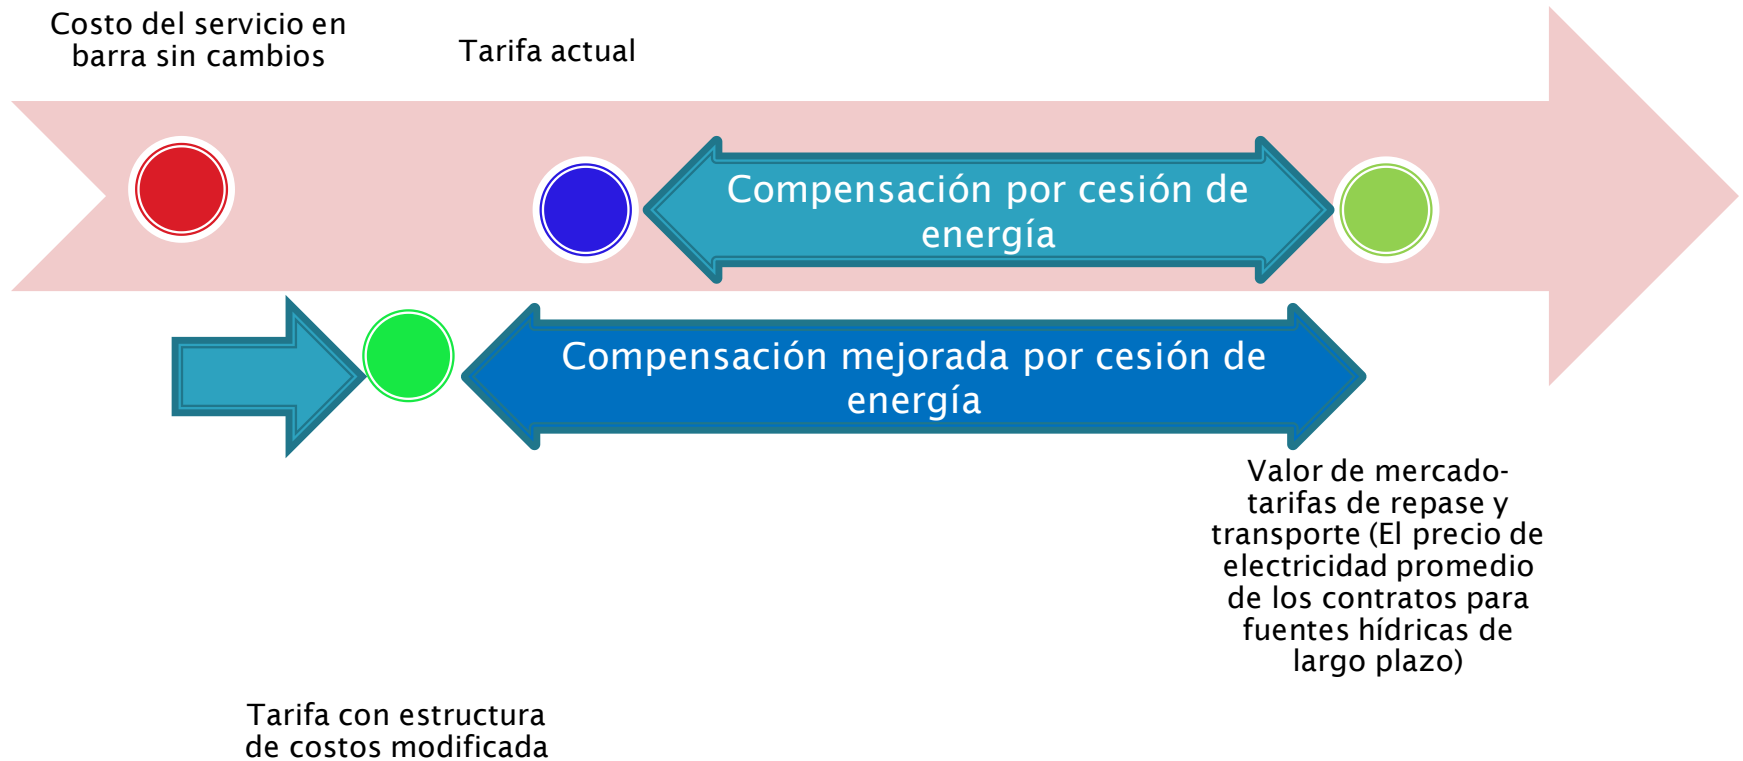 Costo del servicio en
barra sin cambios
Tarifa actual
Compensación por cesión de
energía
Compensación mejorada por cesión de
energía
Valor de mercado-
tarifas de repase y
transporte (El precio de
electricidad promedio
de los contratos para
fuentes hídricas de
largo plazo)
Tarifa con estructura
de costos modificada